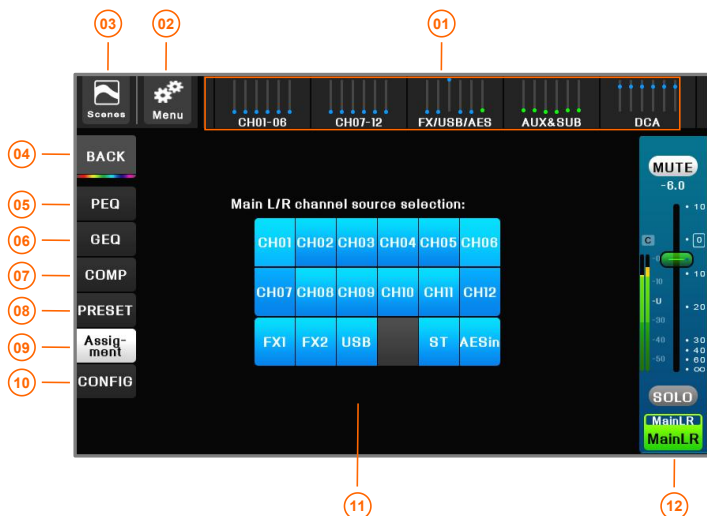 03
02
01
Scenes
Menu
CH01-06
CH07-12
FX/USB/AES
AUX&SUB
DCA
04
BACK
MUTE
-6.0
05
PEQ
Main L/R channel source selection:
10
06
GEQ
CH01 CH02 CH03 CH04 CH05 CH06
C
0
07
COMP
-0
10
CH07 CH08 CH09 CH10 CH11 CH12
-10
08
PRESET
-U
20
-30
09
Assig-
ment
FX1 FX2 USB ST AESin
-40
30
40
-50
60
10
CONFIG
∞
SOLO
MainLR
MainLR
11
12